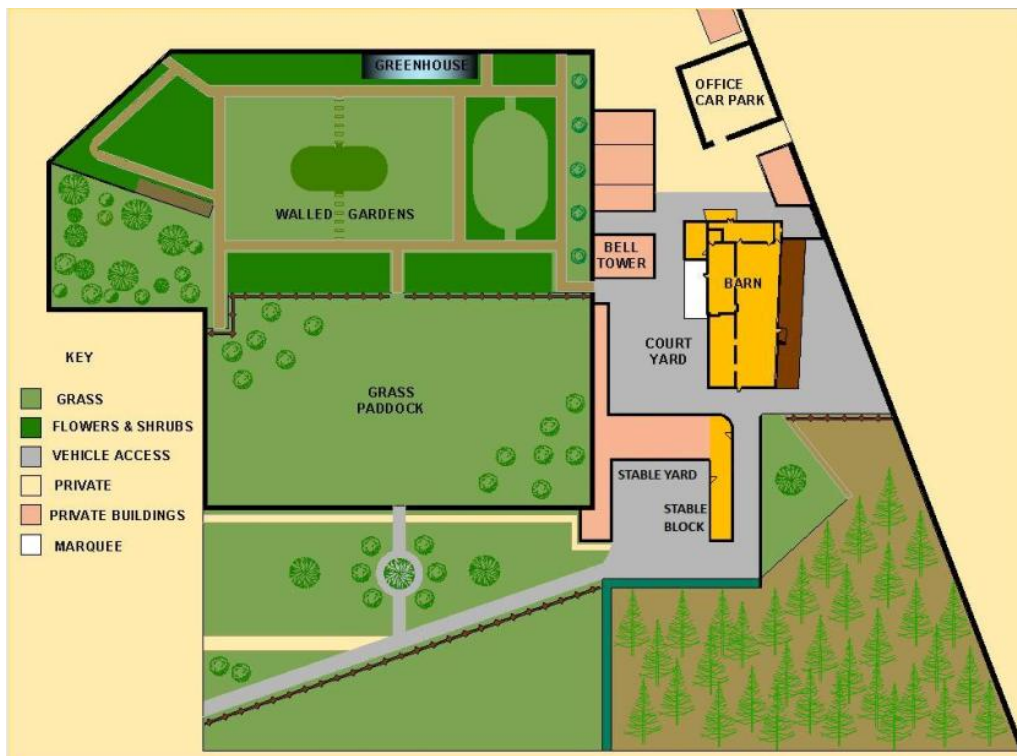 GREENHOUSE
OFFICE
CAR PARK
WALLED GARDENS
BELL
TOWER
BARN
COURT
YARD
GRASS
PADDOCK
STABLE YARD
STABLE
BLOCK
KEY
GRASS
FLOWERS & SHRUBS
VEHICLE ACCESS
PRIVATE
PRIVATE BUILDINGS
MARQUEE